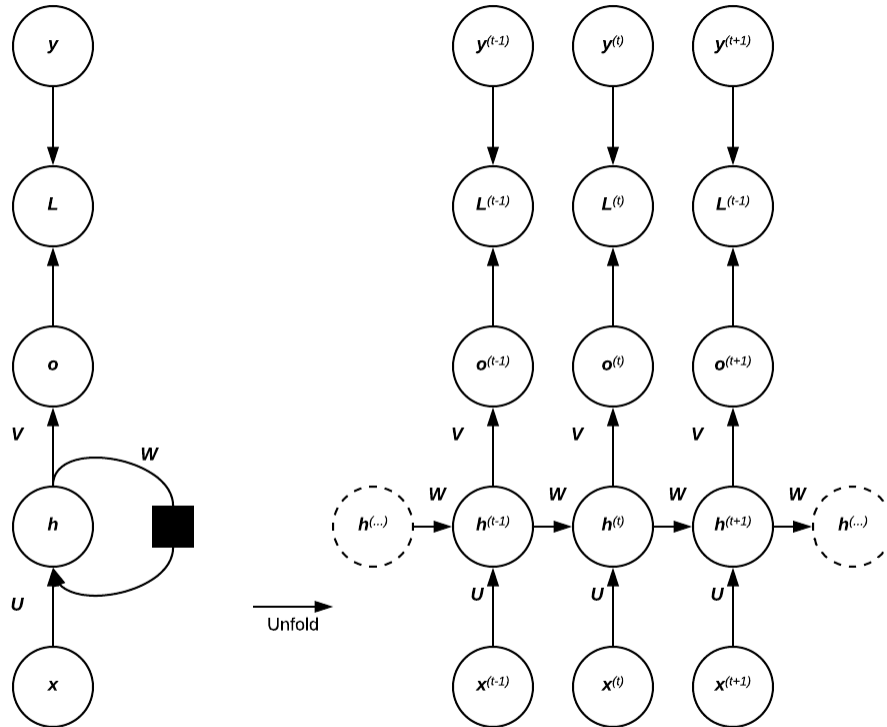 y y^(t-1) y^(t) y^(t+1)
L L^(t-1) L^(t) L^(t-1)
o o^(t-1) o^(t) o^(t+1)
V V V V
W
W W W W
h h^(...) h^(t-1) h^(t) h^(t+1) h^(...)
U U U U
Unfold
x x^(t-1) x^(t) x^(t+1)